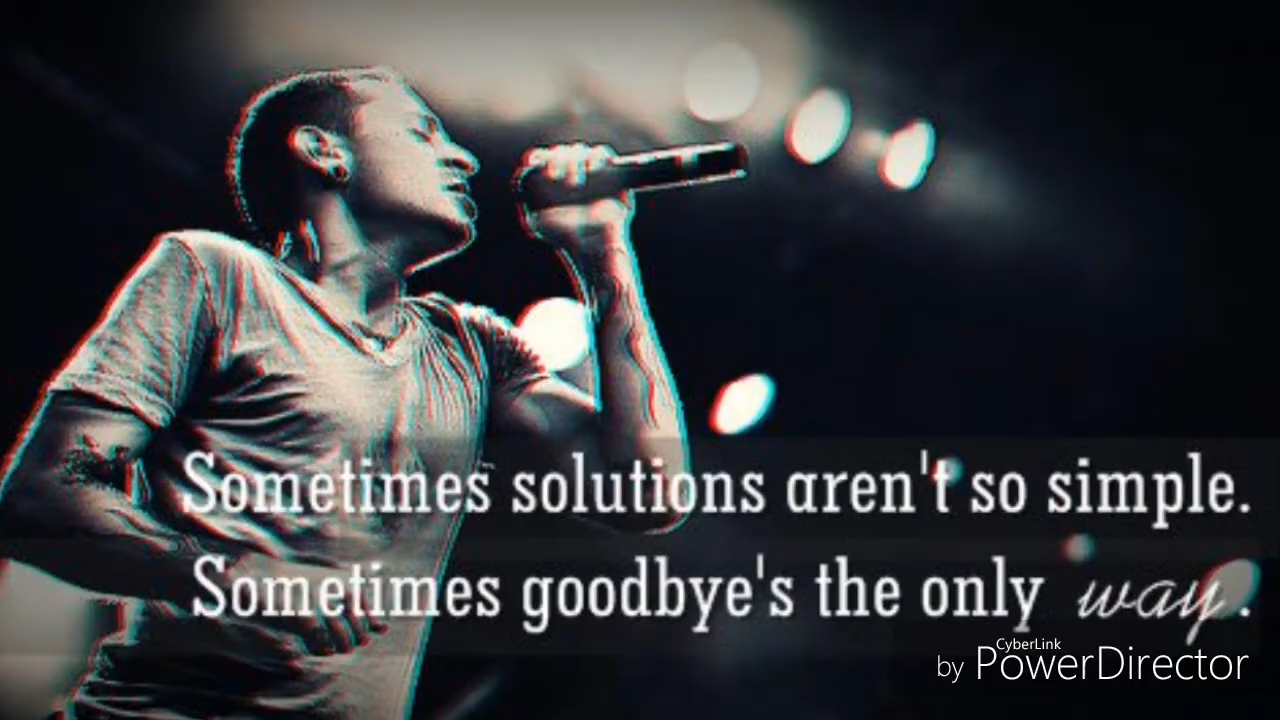 Sometimes solutions aren't so simple.
Sometimes goodbye's the only way.
CyberLink
by PowerDirector